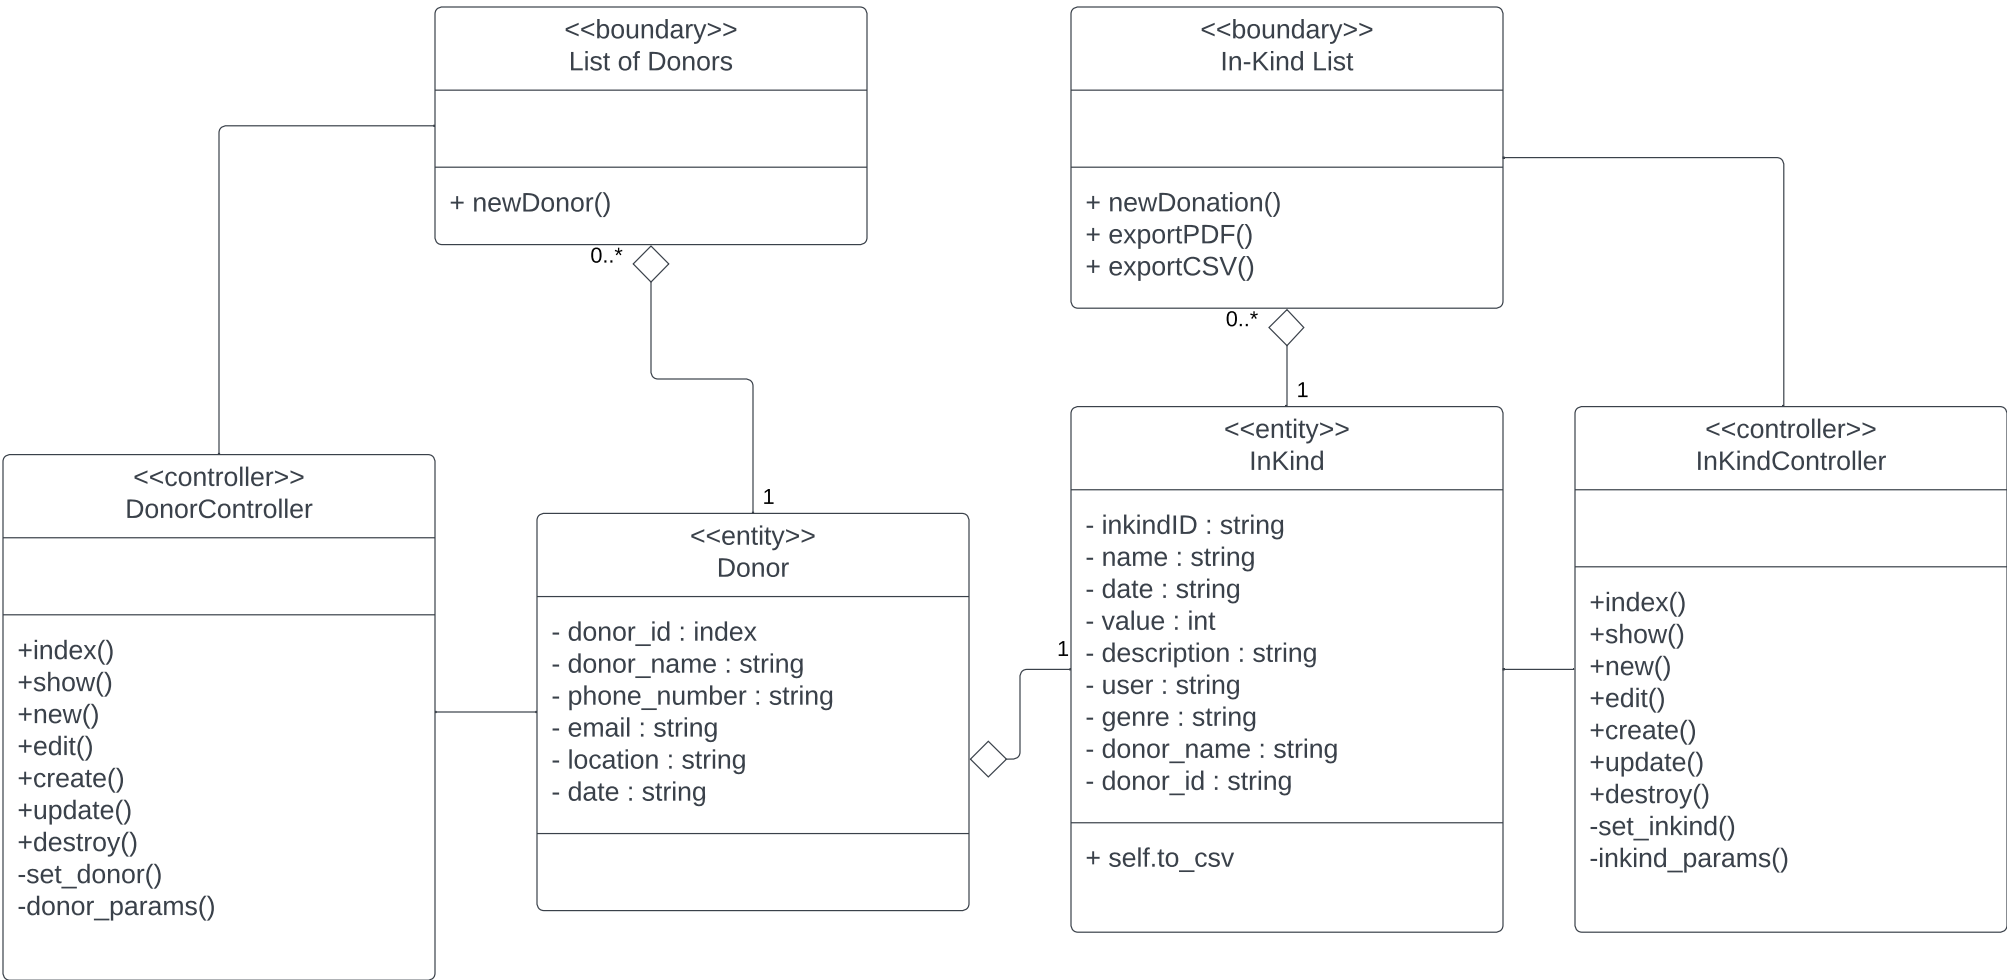 <<boundary>>
List of Donors
+ newDonor()
0..*
<<boundary>>
In-Kind List
+ newDonation()
+ exportPDF()
+ exportCSV()
0..*
1
<<controller>>
DonorController
+index()
+show()
+new()
+edit()
+create()
+update()
+destroy()
-set_donor()
-donor_params()
1
<<entity>>
Donor
- donor_id : index
- donor_name : string
- phone_number : string
- email : string
- location : string
- date : string
1
<<entity>>
InKind
- inkindID : string
- name : string
- date : string
- value : int
- description : string
- user : string
- genre : string
- donor_name : string
- donor_id : string
+ self.to_csv
<<controller>>
InKindController
+index()
+show()
+new()
+edit()
+create()
+update()
+destroy()
-set_inkind()
-inkind_params()